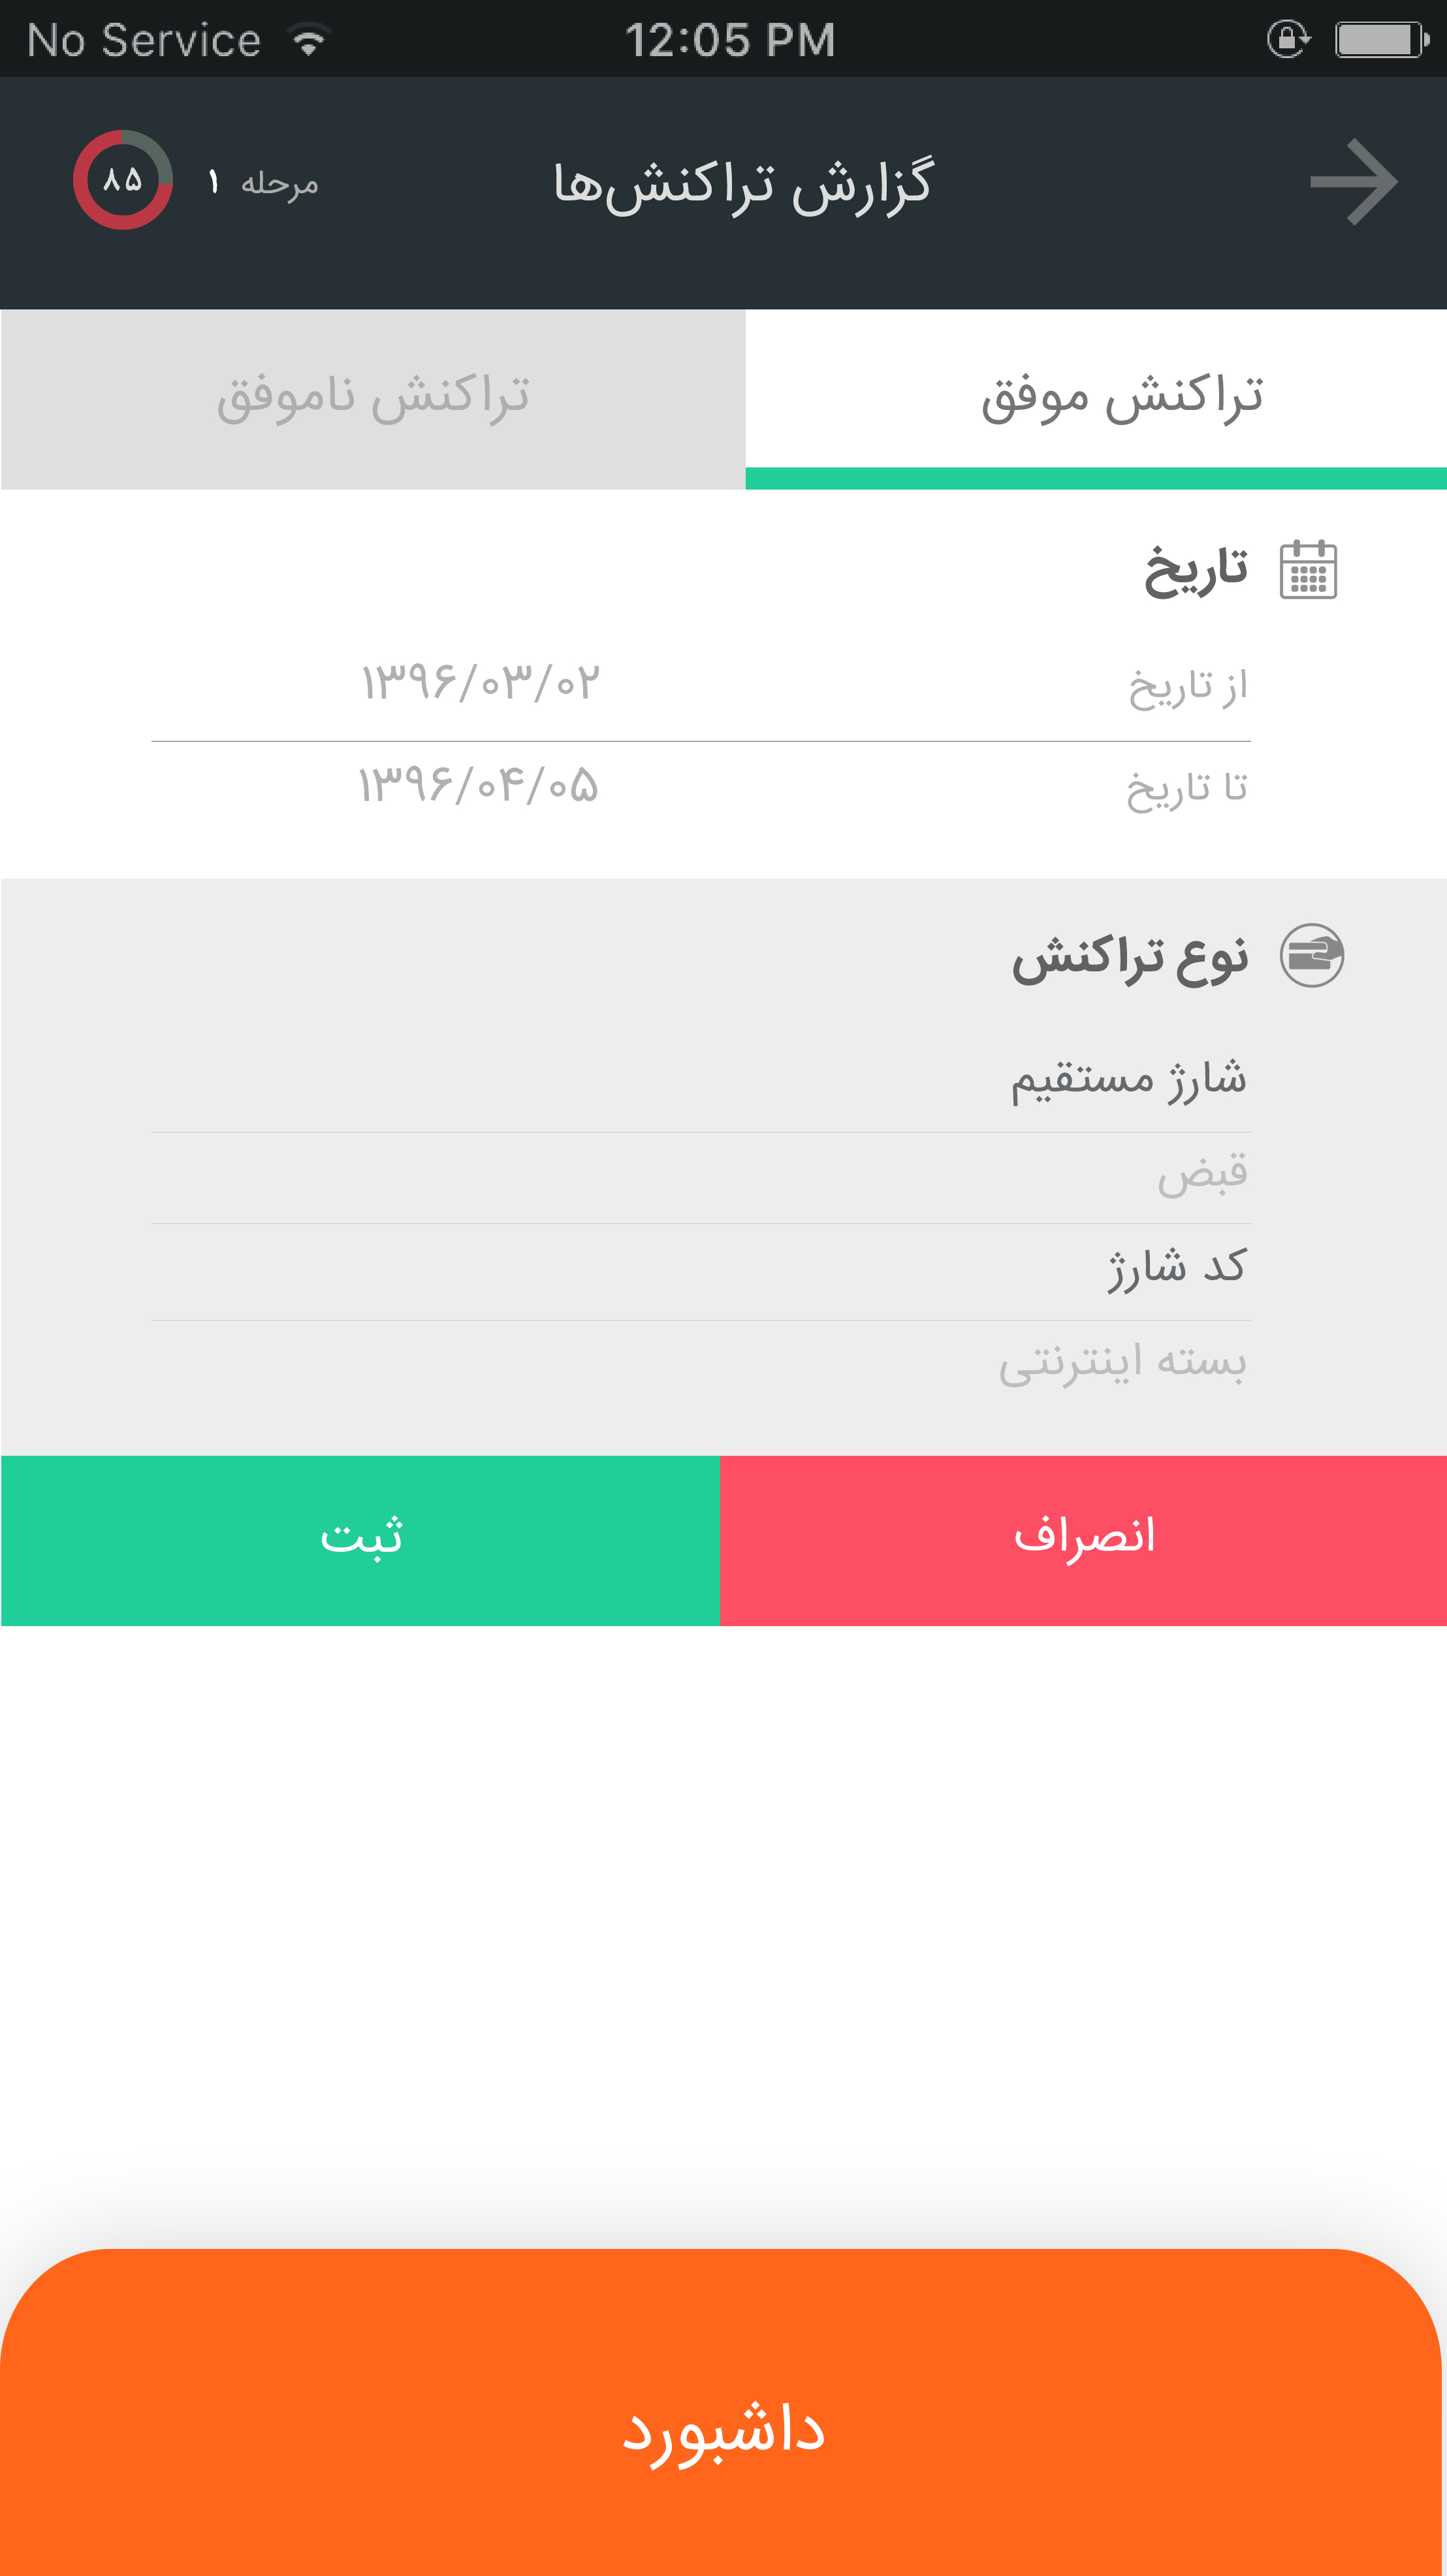 No Service 12:05 PM
گزارش تراکنش‌ها مرحله ۱ ۸۵
تراکنش موفق تراکنش ناموفق
تاریخ
از تاریخ ۱۳۹۶/۰۳/۰۲
تا تاریخ ۱۳۹۶/۰۴/۰۵
نوع تراکنش
شارژ مستقیم
قبض
کد شارژ
بسته اینترنتی
انصراف ثبت
داشبورد